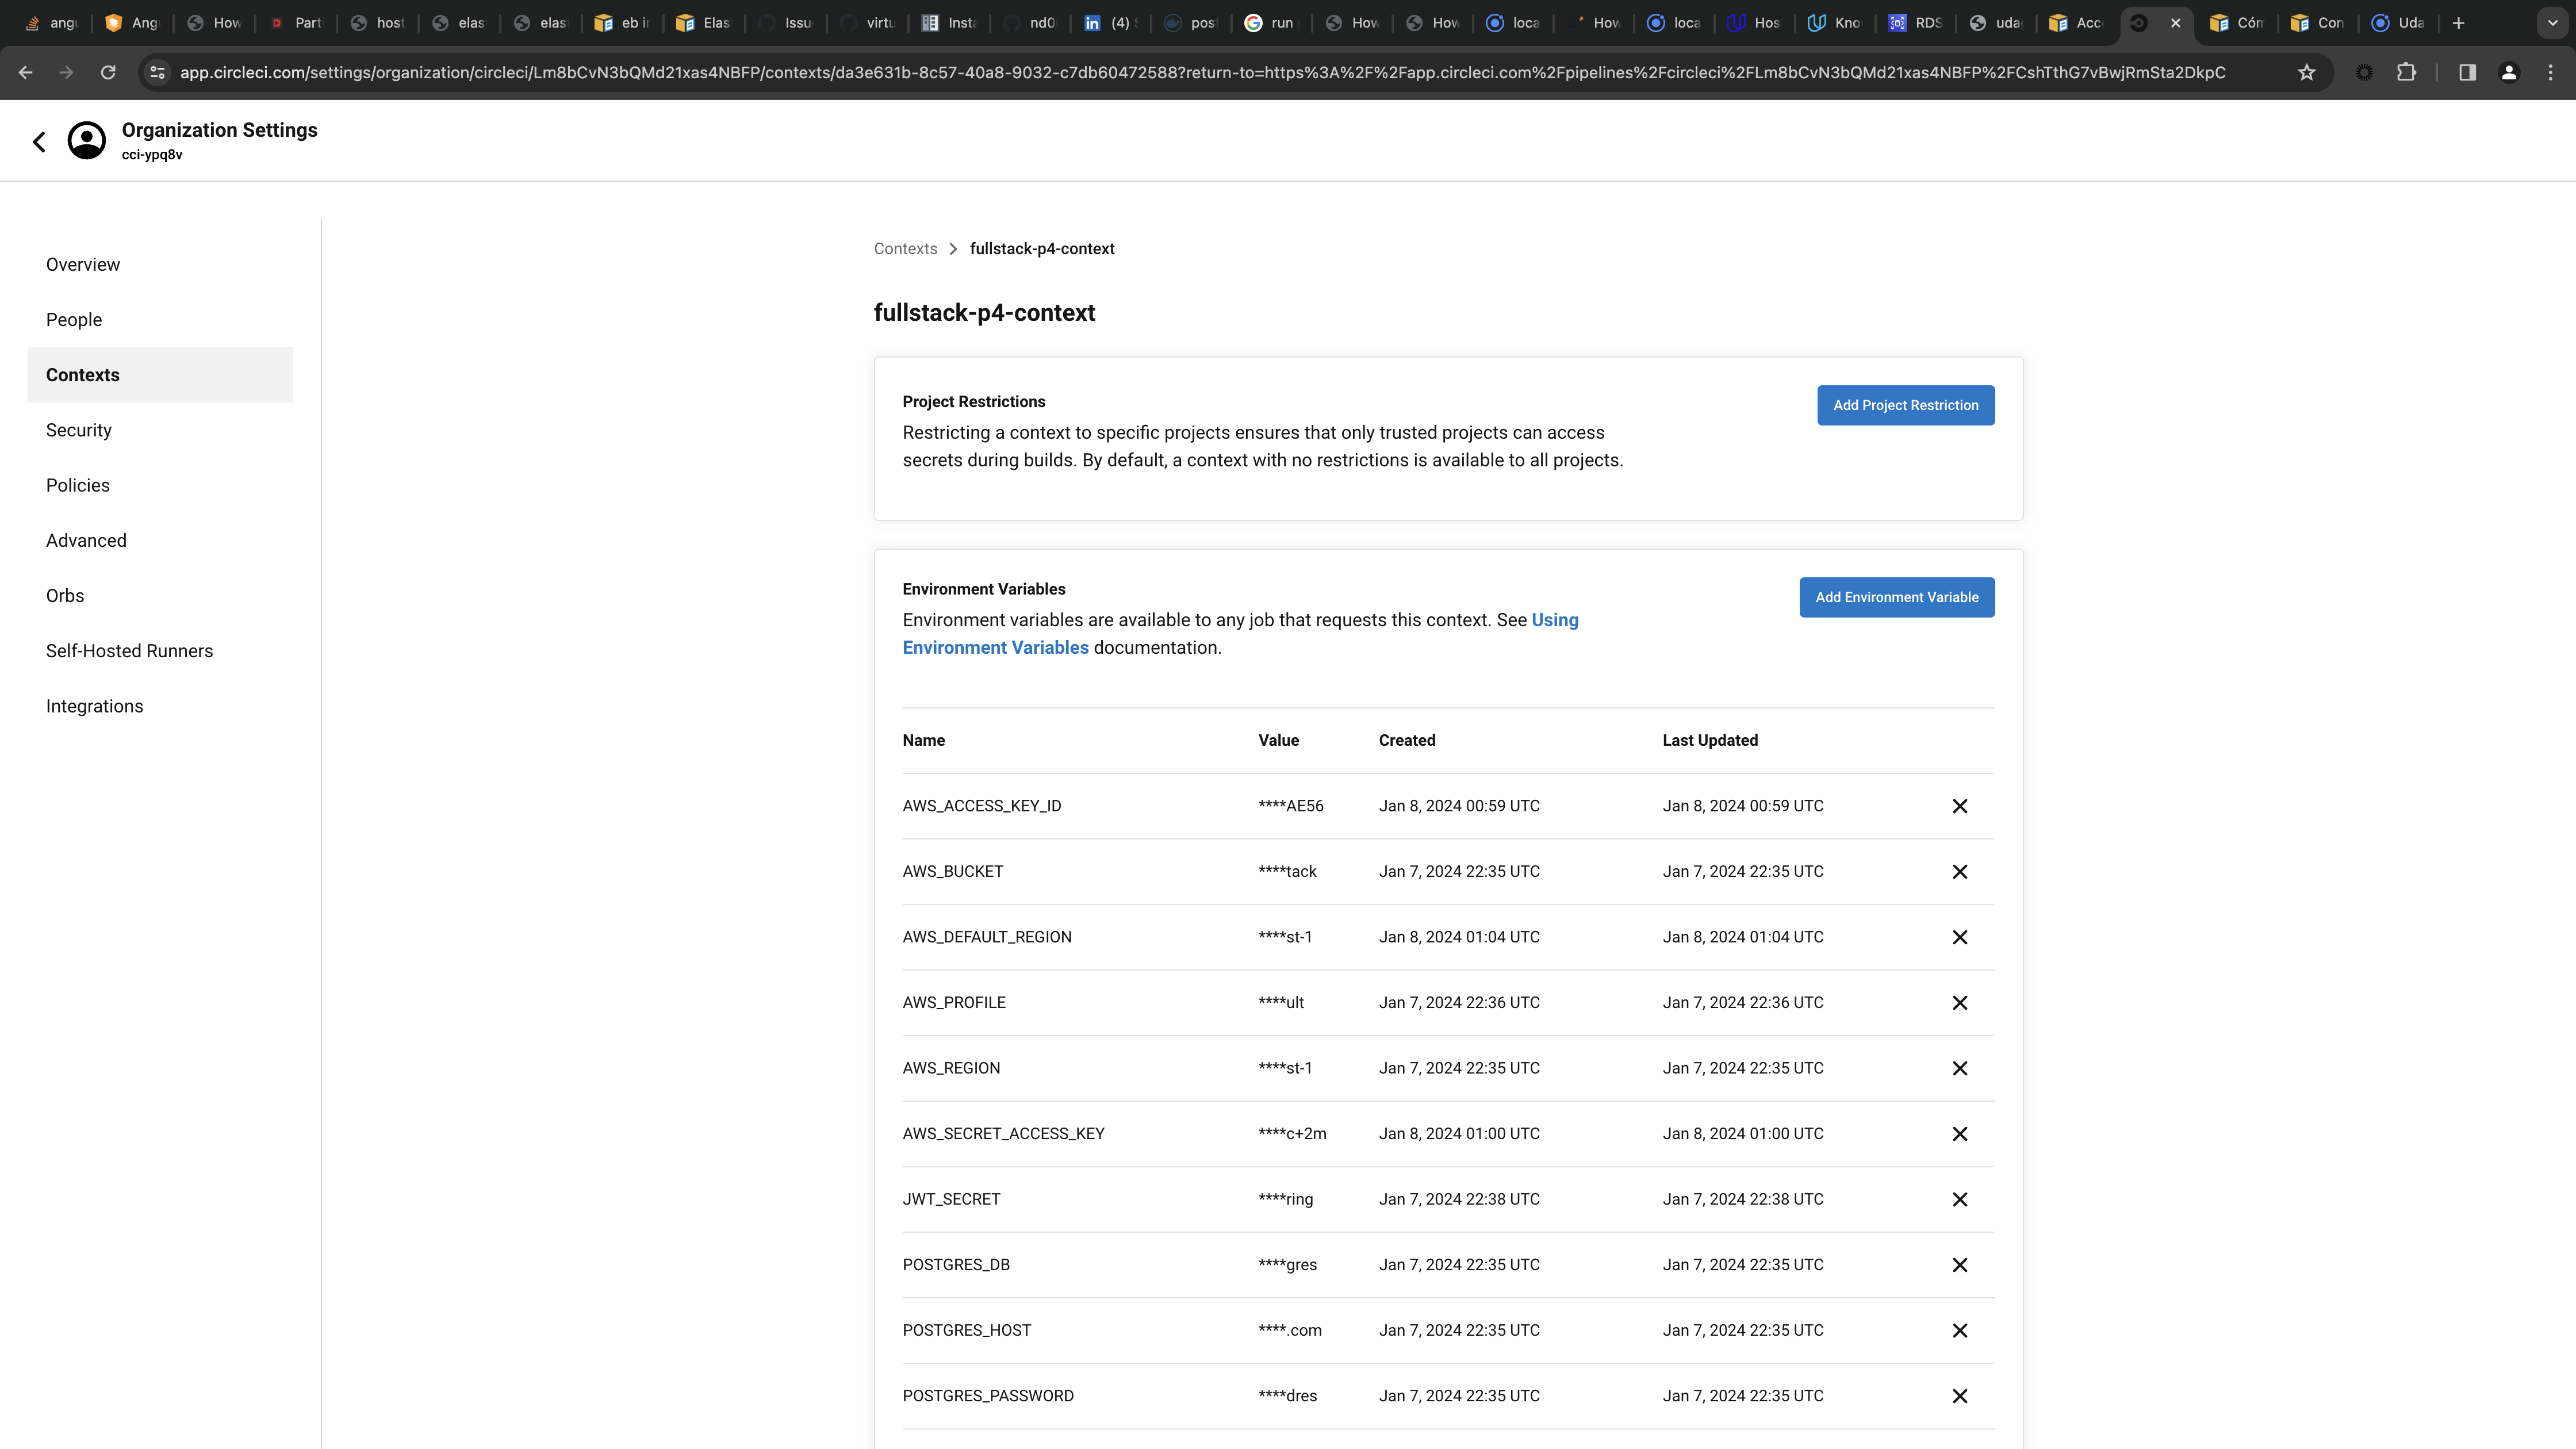 angu
Ang
How
Parti
host
elast
elast
eb in
Elas
Issu
virtu
Insta
nd0
(4) S
post
run
How
How
loca
How
loca
Hos
Kno
RDS
uda
Acc
Cóm
Con
Uda
app.circleci.com/settings/organization/circleci/Lm8bCvN3bQMd21xas4NBFP/contexts/da3e631b-8c57-40a8-9032-c7db60472588?return-to=https%3A%2F%2Fapp.circleci.com%2Fpipelines%2Fcircleci%2FLm8bCvN3bQMd21xas4NBFP%2FCshTthG7vBwjRmSta2DkpC
Organization Settings
cci-ypq8v
Overview
People
Contexts
Security
Policies
Advanced
Orbs
Self-Hosted Runners
Integrations
Contexts > fullstack-p4-context
fullstack-p4-context
Project Restrictions
Add Project Restriction
Restricting a context to specific projects ensures that only trusted projects can access
secrets during builds. By default, a context with no restrictions is available to all projects.
Environment Variables
Add Environment Variable
Environment variables are available to any job that requests this context. See Using
Environment Variables documentation.
Name Value Created Last Updated
AWS_ACCESS_KEY_ID ****AE56 Jan 8, 2024 00:59 UTC Jan 8, 2024 00:59 UTC
AWS_BUCKET ****tack Jan 7, 2024 22:35 UTC Jan 7, 2024 22:35 UTC
AWS_DEFAULT_REGION ****st-1 Jan 8, 2024 01:04 UTC Jan 8, 2024 01:04 UTC
AWS_PROFILE ****ult Jan 7, 2024 22:36 UTC Jan 7, 2024 22:36 UTC
AWS_REGION ****st-1 Jan 7, 2024 22:35 UTC Jan 7, 2024 22:35 UTC
AWS_SECRET_ACCESS_KEY ****c+2m Jan 8, 2024 01:00 UTC Jan 8, 2024 01:00 UTC
JWT_SECRET ****ring Jan 7, 2024 22:38 UTC Jan 7, 2024 22:38 UTC
POSTGRES_DB ****gres Jan 7, 2024 22:35 UTC Jan 7, 2024 22:35 UTC
POSTGRES_HOST ****.com Jan 7, 2024 22:35 UTC Jan 7, 2024 22:35 UTC
POSTGRES_PASSWORD ****dres Jan 7, 2024 22:35 UTC Jan 7, 2024 22:35 UTC